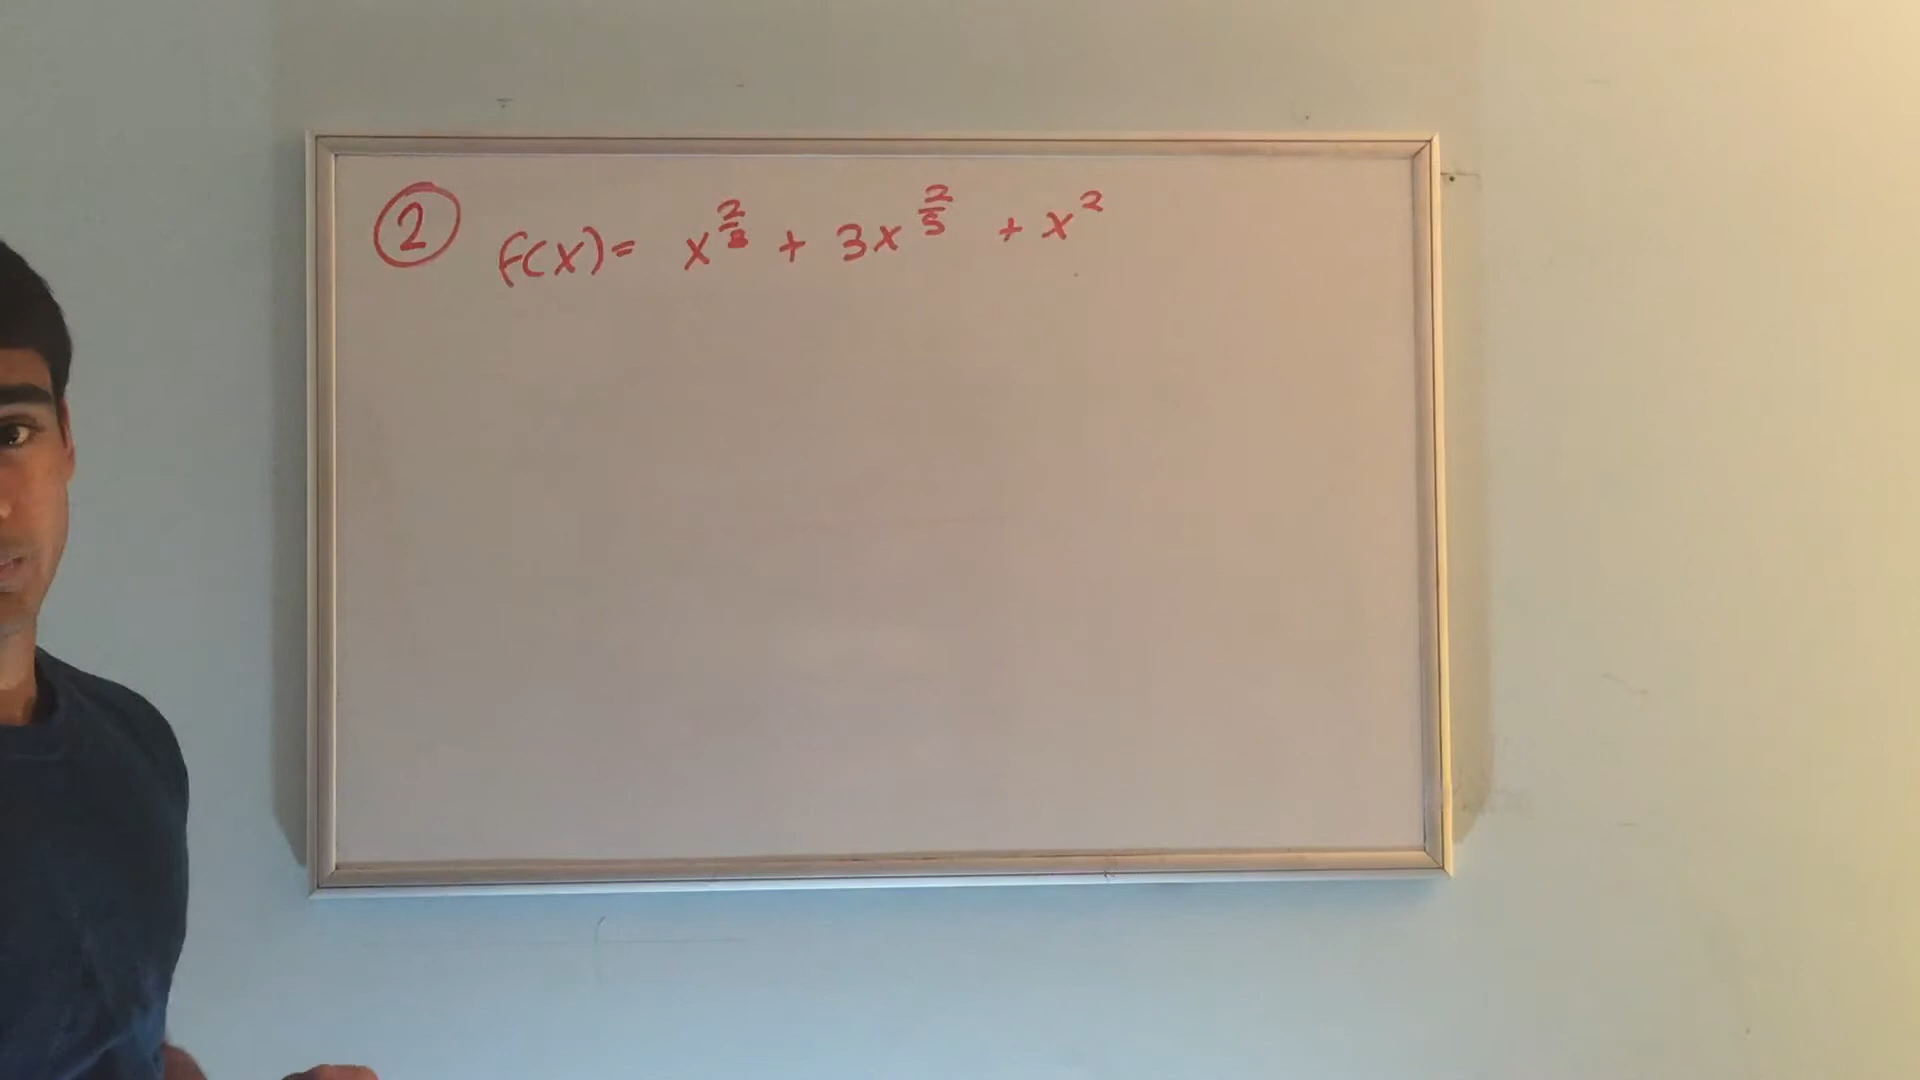 ② f(x) = x^{2/3} + 3x^{2/5} + x^2